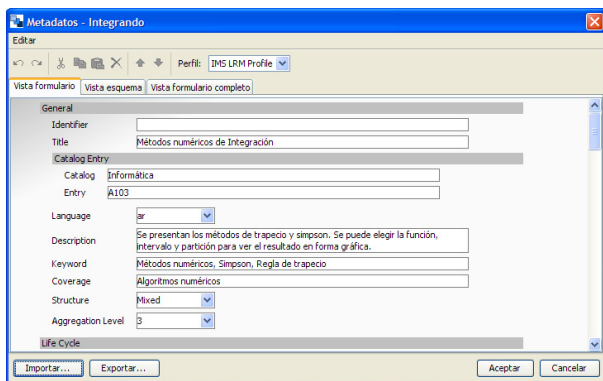 Metadatos - Integrando
Editar
Perfil: IMS LRM Profile
Vista formulario Vista esquema Vista formulario completo
General
Identifier
Title Métodos numéricos de Integración
Catalog Entry
Catalog Informática
Entry A103
Language ar
Description Se presentan los métodos de trapecio y simpson. Se puede elegir la función,
intervalo y partición para ver el resultado en forma gráfica.
Keyword Métodos numéricos, Simpson, Regla de trapecio
Coverage Algoritmos numéricos
Structure Mixed
Aggregation Level 3
Life Cycle
Importar... Exportar... Aceptar Cancelar